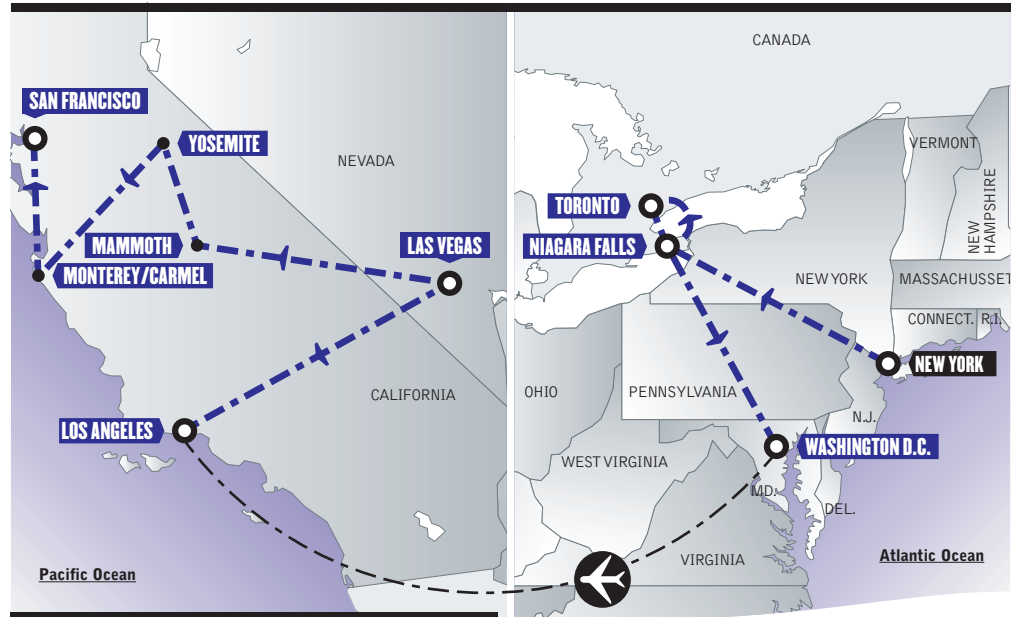 SAN FRANCISCO
YOSEMITE
NEVADA
MAMMOTH
LAS VEGAS
MONTEREY/CARMEL
CALIFORNIA
LOS ANGELES
Pacific Ocean
CANADA
VERMONT
NEW
HAMPSHIRE
TORONTO
NIAGARA FALLS
NEW YORK
MASSACHUSET
CONNECT. R.I.
NEW YORK
OHIO
PENNSYLVANIA
N.J.
WASHINGTON D.C.
WEST VIRGINIA
MD.
DEL.
VIRGINIA
Atlantic Ocean